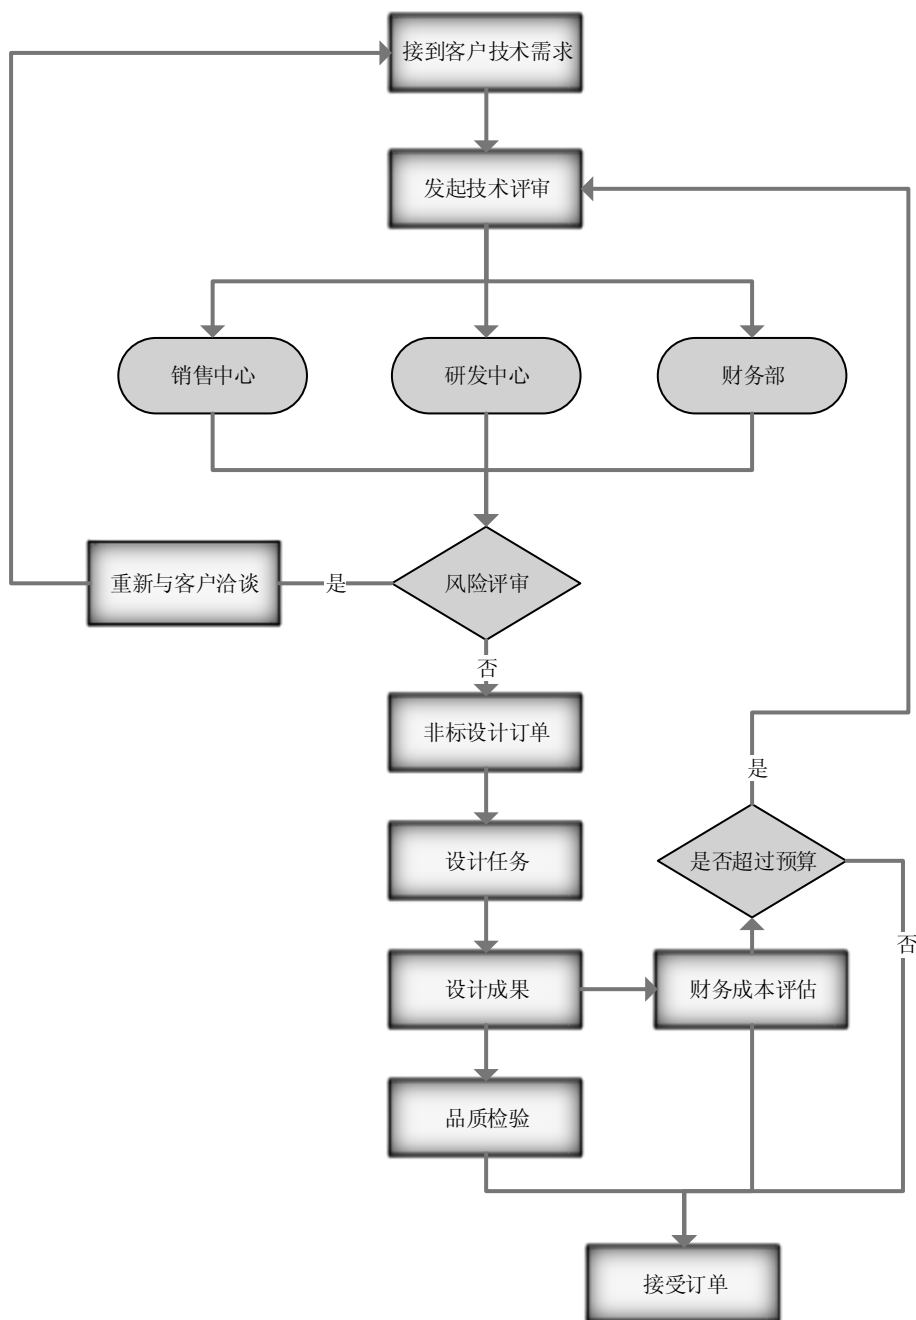 接到客户技术需求
发起技术评审
销售中心
研发中心
财务部
重新与客户洽谈
是
风险评审
否
非标设计订单
是
设计任务
是否超过预算
否
设计成果
财务成本评估
品质检验
接受订单